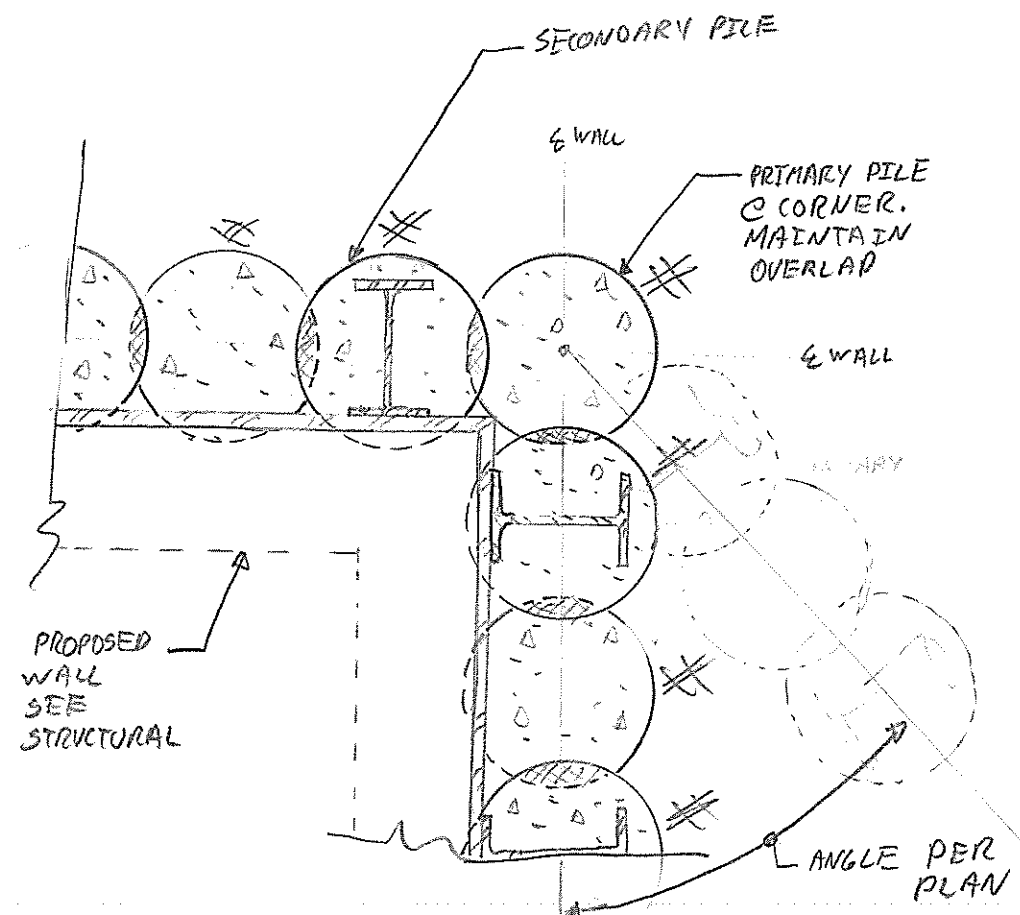 SECONDARY PILE
℄ WALL
PRIMARY PILE
@ CORNER.
MAINTAIN
OVERLAP
℄ WALL
PROPOSED
WALL
SEE
STRUCTURAL
ANGLE PER
PLAN